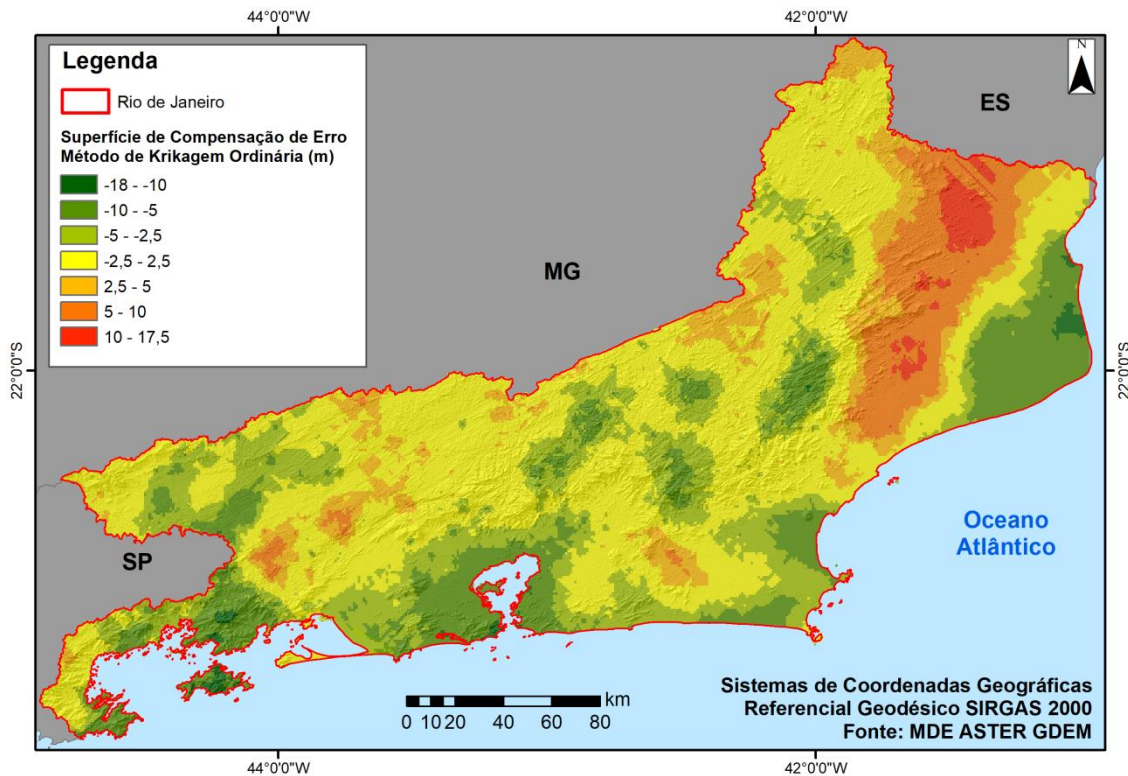 44°0'0"W
42°0'0"W
Legenda
Rio de Janeiro
Superfície de Compensação de Erro
Método de Krikagem Ordinária (m)
-18 - -10
-10 - -5
-5 - -2,5
-2,5 - 2,5
2,5 - 5
5 - 10
10 - 17,5
N
ES
MG
SP
22°0'0"S
22°0'0"S
Oceano
Atlântico
km
0 10 20 40 60 80
Sistemas de Coordenadas Geográficas
Referencial Geodésico SIRGAS 2000
Fonte: MDE ASTER GDEM
44°0'0"W
42°0'0"W